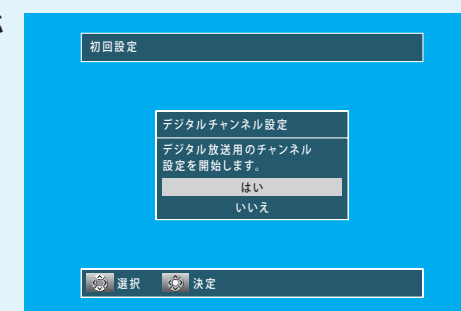 初回設定
デジタルチャンネル設定
デジタル放送用のチャンネル
設定を開始します。
はい
いいえ
選択 決定